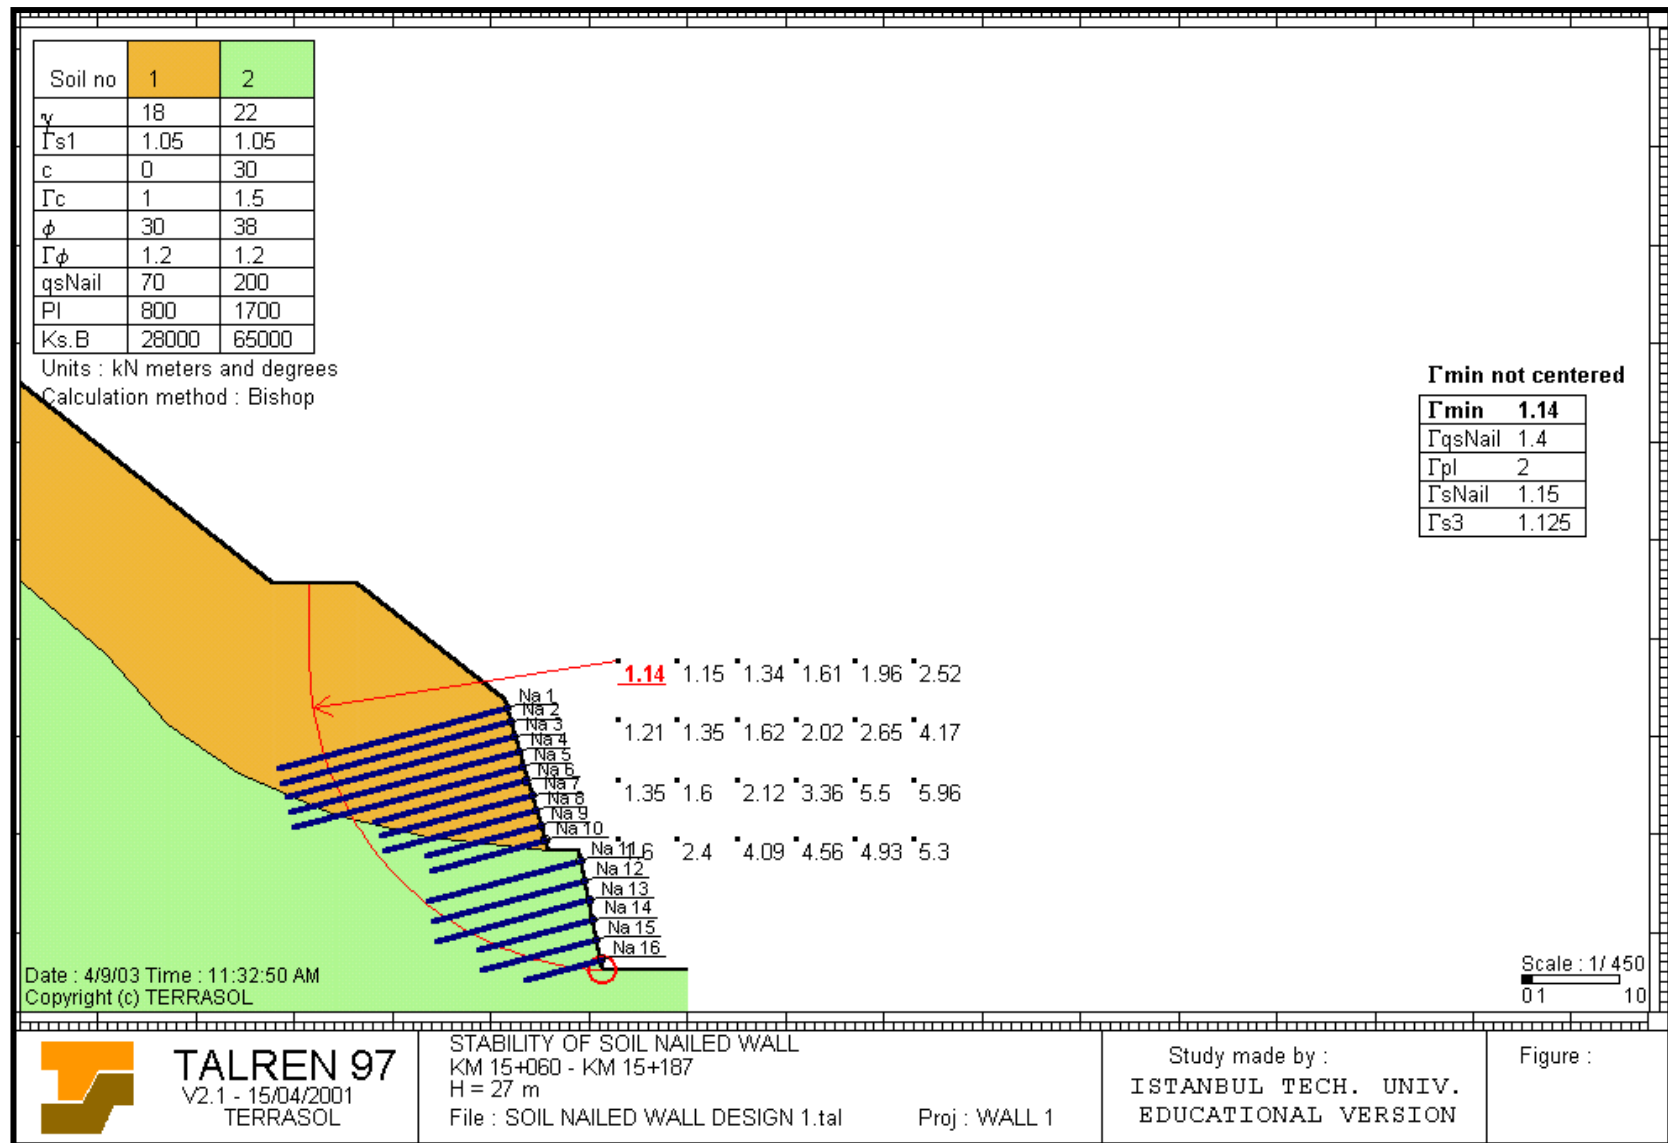 Soil no 1 2
γ 18 22
Γs1 1.05 1.05
c 0 30
Γc 1 1.5
ϕ 30 38
Γϕ 1.2 1.2
qsNail 70 200
Pl 800 1700
Ks.B 28000 65000
Units : kN meters and degrees
Calculation method : Bishop
Γmin not centered
Γmin 1.14
ΓqsNail 1.4
Γpl 2
ΓsNail 1.15
Γs3 1.125
1.14 1.15 1.34 1.61 1.96 2.52
1.21 1.35 1.62 2.02 2.65 4.17
1.35 1.6 2.12 3.36 5.5 5.96
1.6 2.4 4.09 4.56 4.93 5.3
Na 1
Na 2
Na 3
Na 4
Na 5
Na 6
Na 7
Na 8
Na 9
Na 10
Na 11
Na 12
Na 13
Na 14
Na 15
Na 16
Date : 4/9/03 Time : 11:32:50 AM
Copyright (c) TERRASOL
Scale : 1/ 450
0 1 10
TALREN 97
V2.1 - 15/04/2001
TERRASOL
STABILITY OF SOIL NAILED WALL
KM 15+060 - KM 15+187
H = 27 m
File : SOIL NAILED WALL DESIGN 1.tal Proj : WALL 1
Study made by :
ISTANBUL TECH. UNIV.
EDUCATIONAL VERSION
Figure :